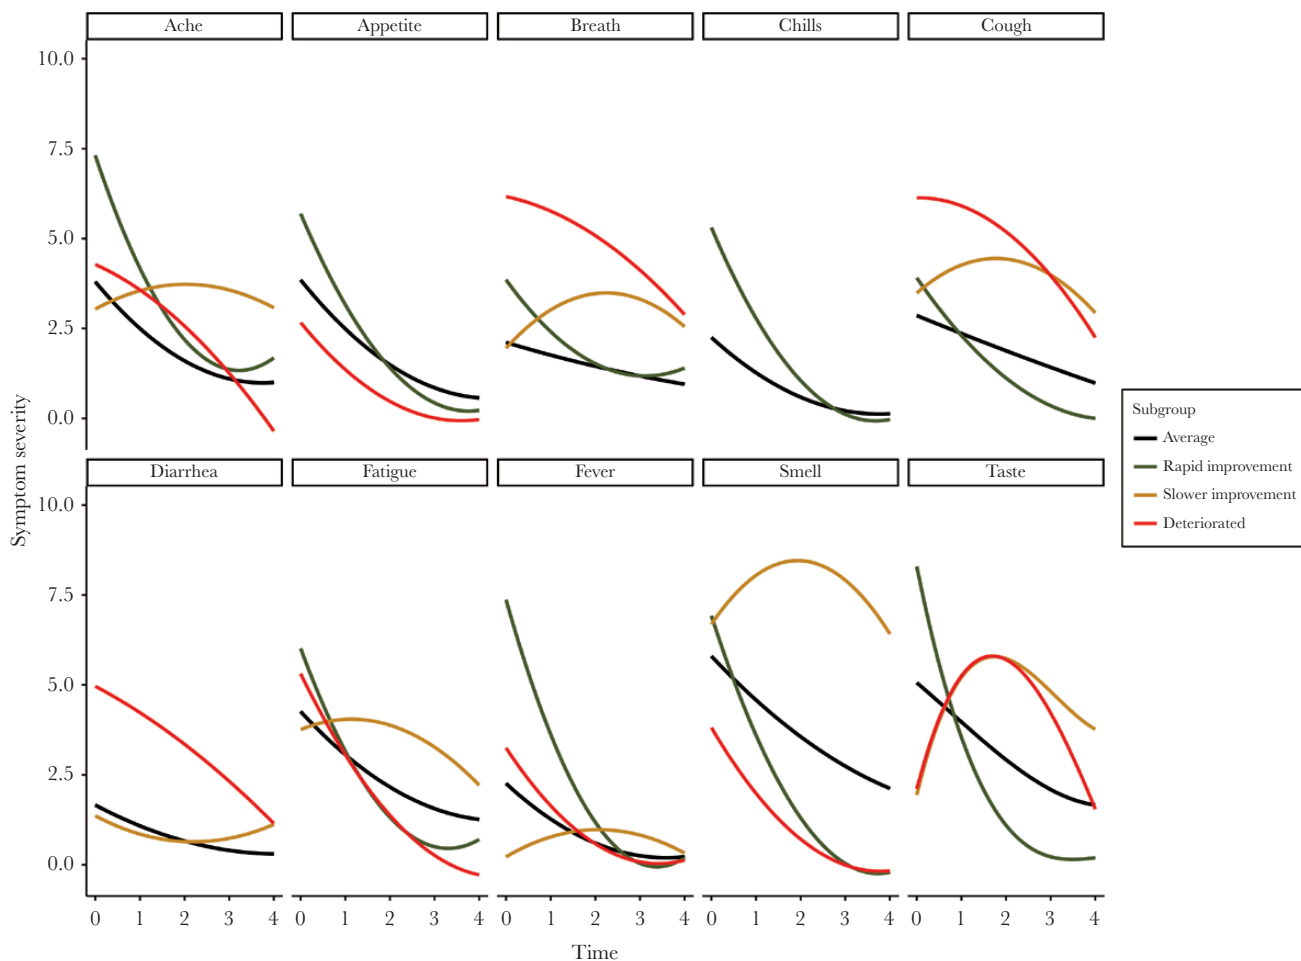 Ache Appetite Breath Chills Cough
10.0
7.5
5.0
2.5
0.0
Diarrhea Fatigue Fever Smell Taste
10.0
7.5
5.0
2.5
0.0
0 1 2 3 4 0 1 2 3 4 0 1 2 3 4 0 1 2 3 4 0 1 2 3 4
Time
Symptom severity
Subgroup
Average
Rapid improvement
Slower improvement
Deteriorated